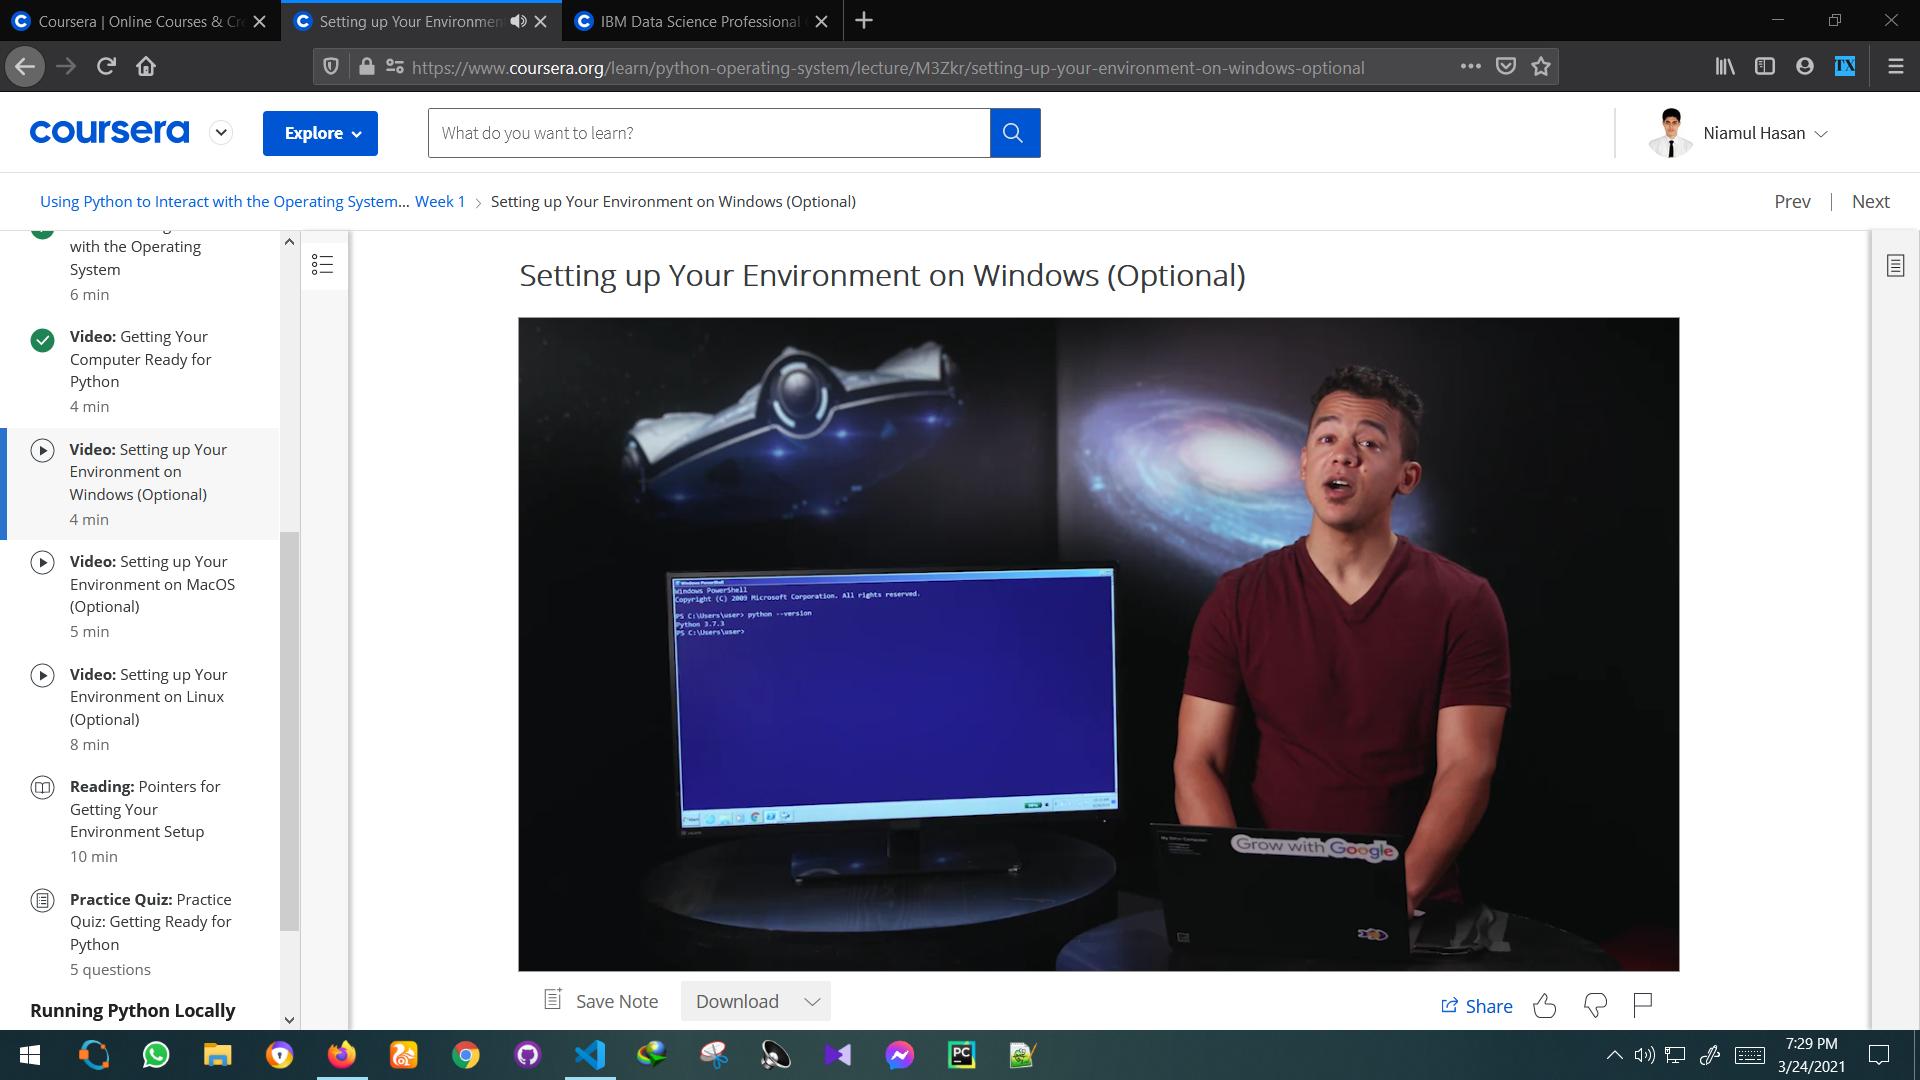 Coursera | Online Courses & Cr
Setting up Your Environmen
IBM Data Science Professional
https://www.coursera.org/learn/python-operating-system/lecture/M3Zkr/setting-up-your-environment-on-windows-optional
TX
coursera
Explore
What do you want to learn?
Niamul Hasan
Using Python to Interact with the Operating System... Week 1 > Setting up Your Environment on Windows (Optional)
Prev | Next
with the Operating
System
6 min
Video: Getting Your
Computer Ready for
Python
4 min
Video: Setting up Your
Environment on
Windows (Optional)
4 min
Video: Setting up Your
Environment on MacOS
(Optional)
5 min
Video: Setting up Your
Environment on Linux
(Optional)
8 min
Reading: Pointers for
Getting Your
Environment Setup
10 min
Practice Quiz: Practice
Quiz: Getting Ready for
Python
5 questions
Running Python Locally
Setting up Your Environment on Windows (Optional)
Windows PowerShell
Windows PowerShell
Copyright (C) 2009 Microsoft Corporation. All rights reserved.
PS C:\Users\user> python --version
Python 3.7.3
PS C:\Users\user>
Grow with Google
Save Note
Download
Share
PC
7:29 PM
3/24/2021